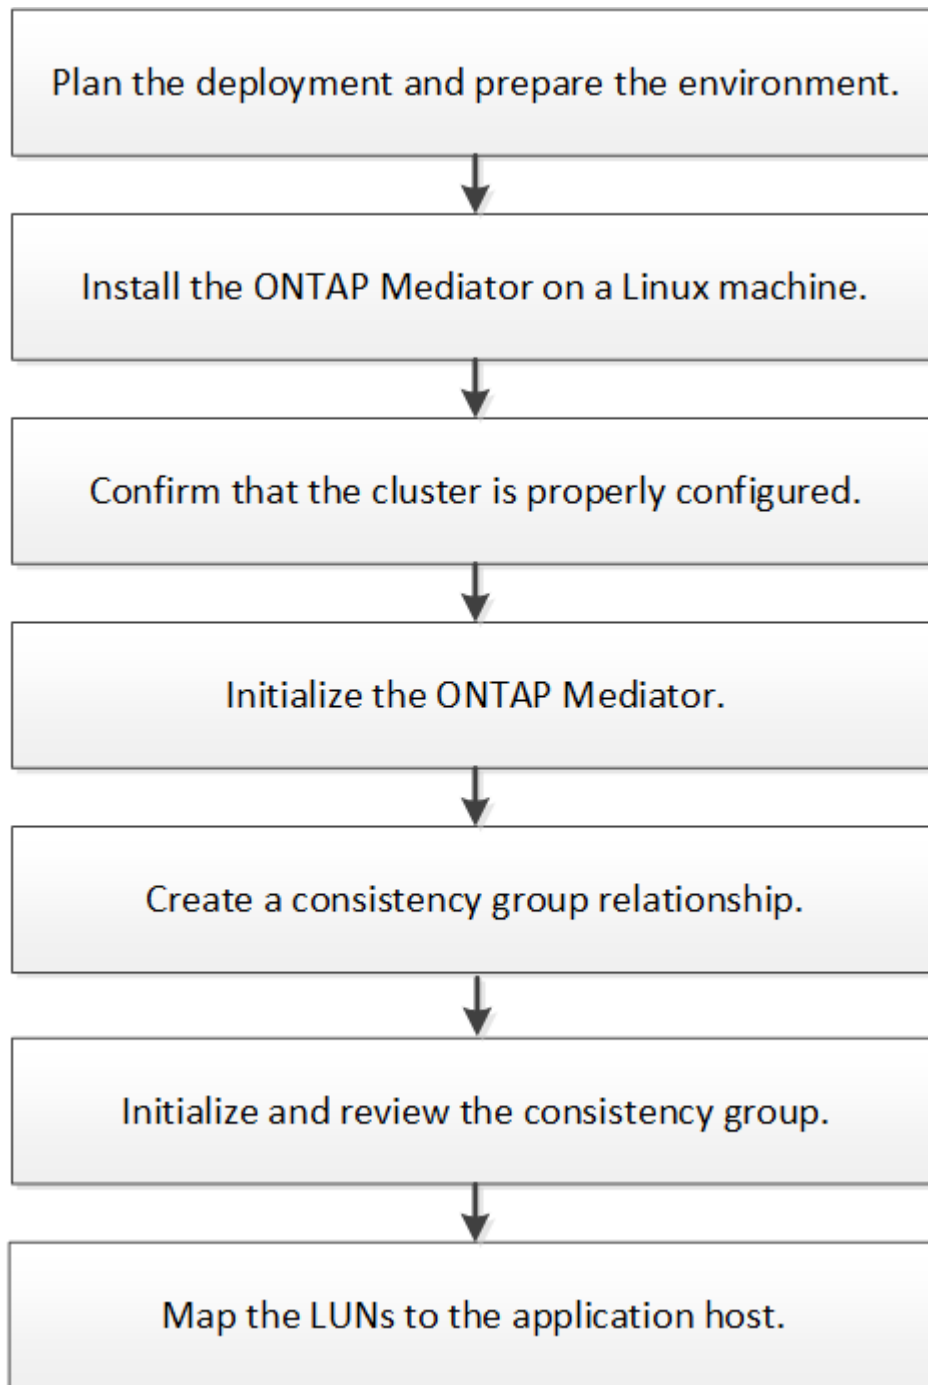 Plan the deployment and prepare the environment.
Install the ONTAP Mediator on a Linux machine.
Confirm that the cluster is properly configured.
Initialize the ONTAP Mediator.
Create a consistency group relationship.
Initialize and review the consistency group.
Map the LUNs to the application host.